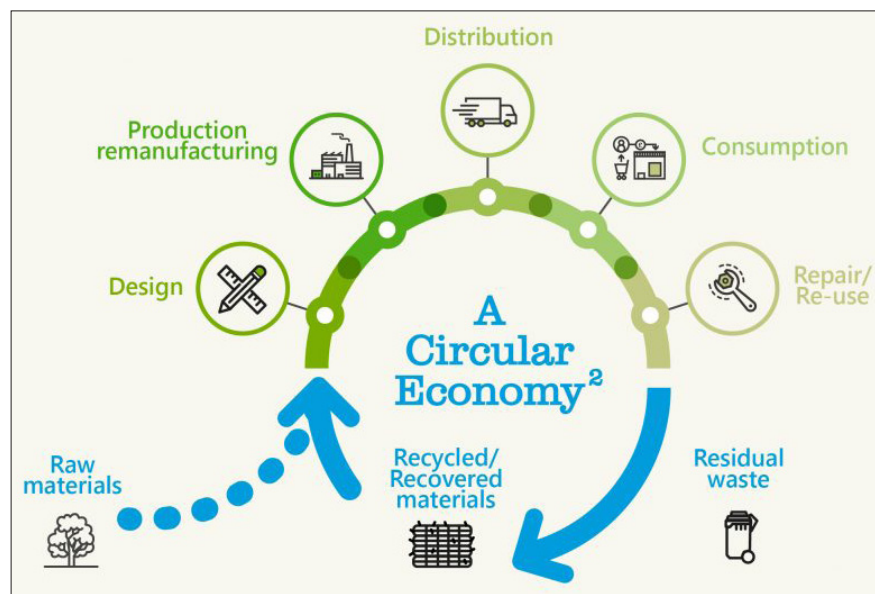 Distribution
Production
remanufacturing
Consumption
Design
Repair/
Re-use
A
Circular
Economy²
Raw
materials
Recycled/
Recovered
materials
Residual
waste